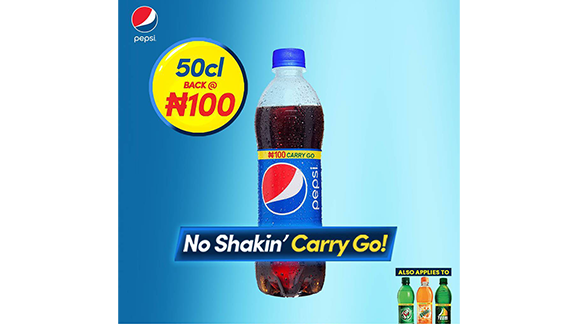 pepsi
50cl
BACK @
₦100
₦100 CARRY GO
pepsi
No Shakin' Carry Go!
ALSO APPLIES TO